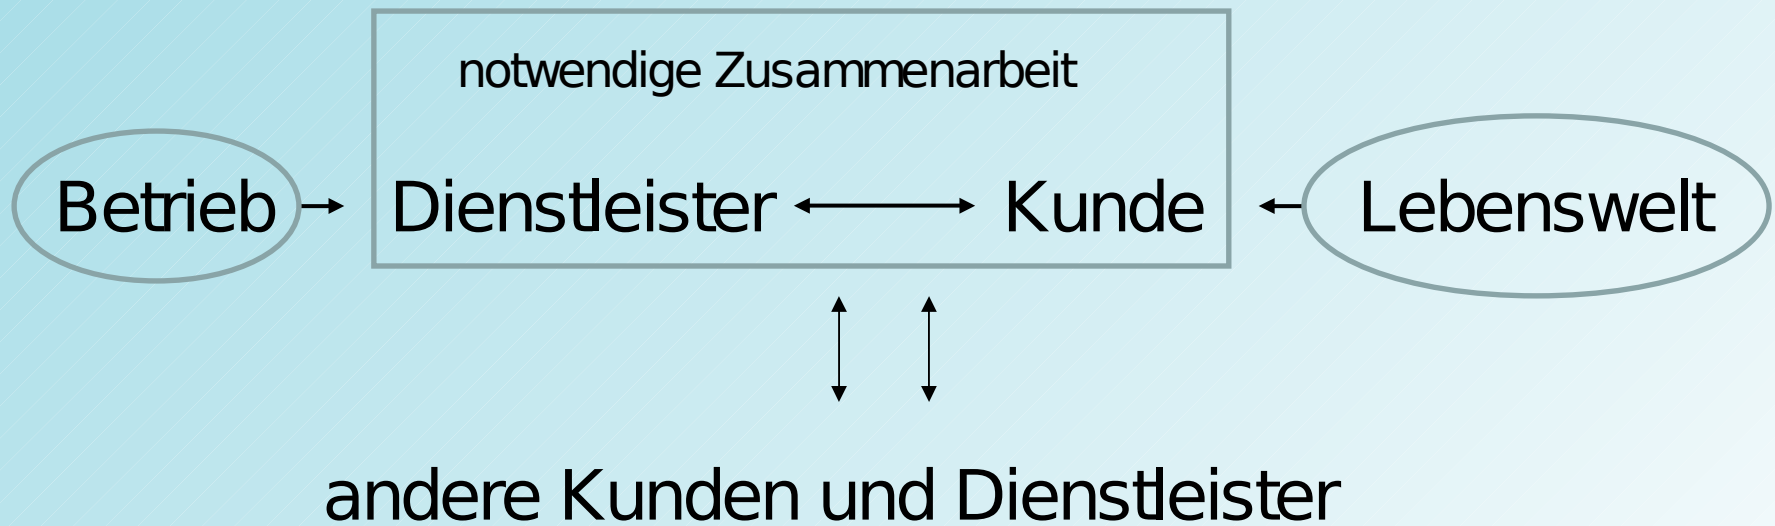 notwendige Zusammenarbeit
Betrieb Dienstleister Kunde Lebenswelt
andere Kunden und Dienstleister